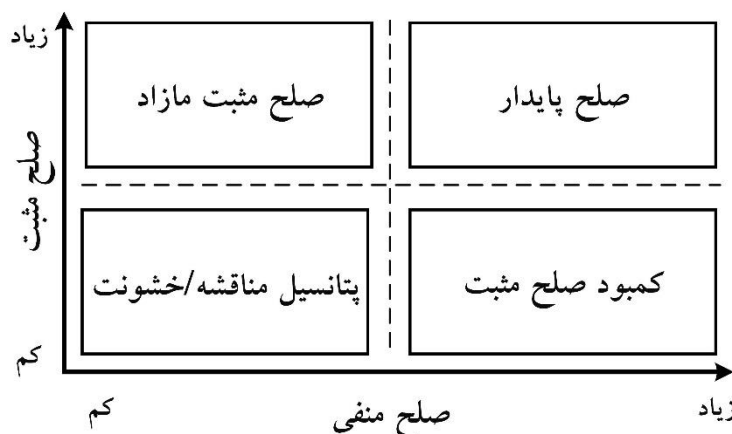 زیاد
صلح مثبت مازاد
صلح پایدار
صلح مثبت
پتانسیل مناقشه/خشونت
کمبود صلح مثبت
کم
کم
صلح منفی
زیاد